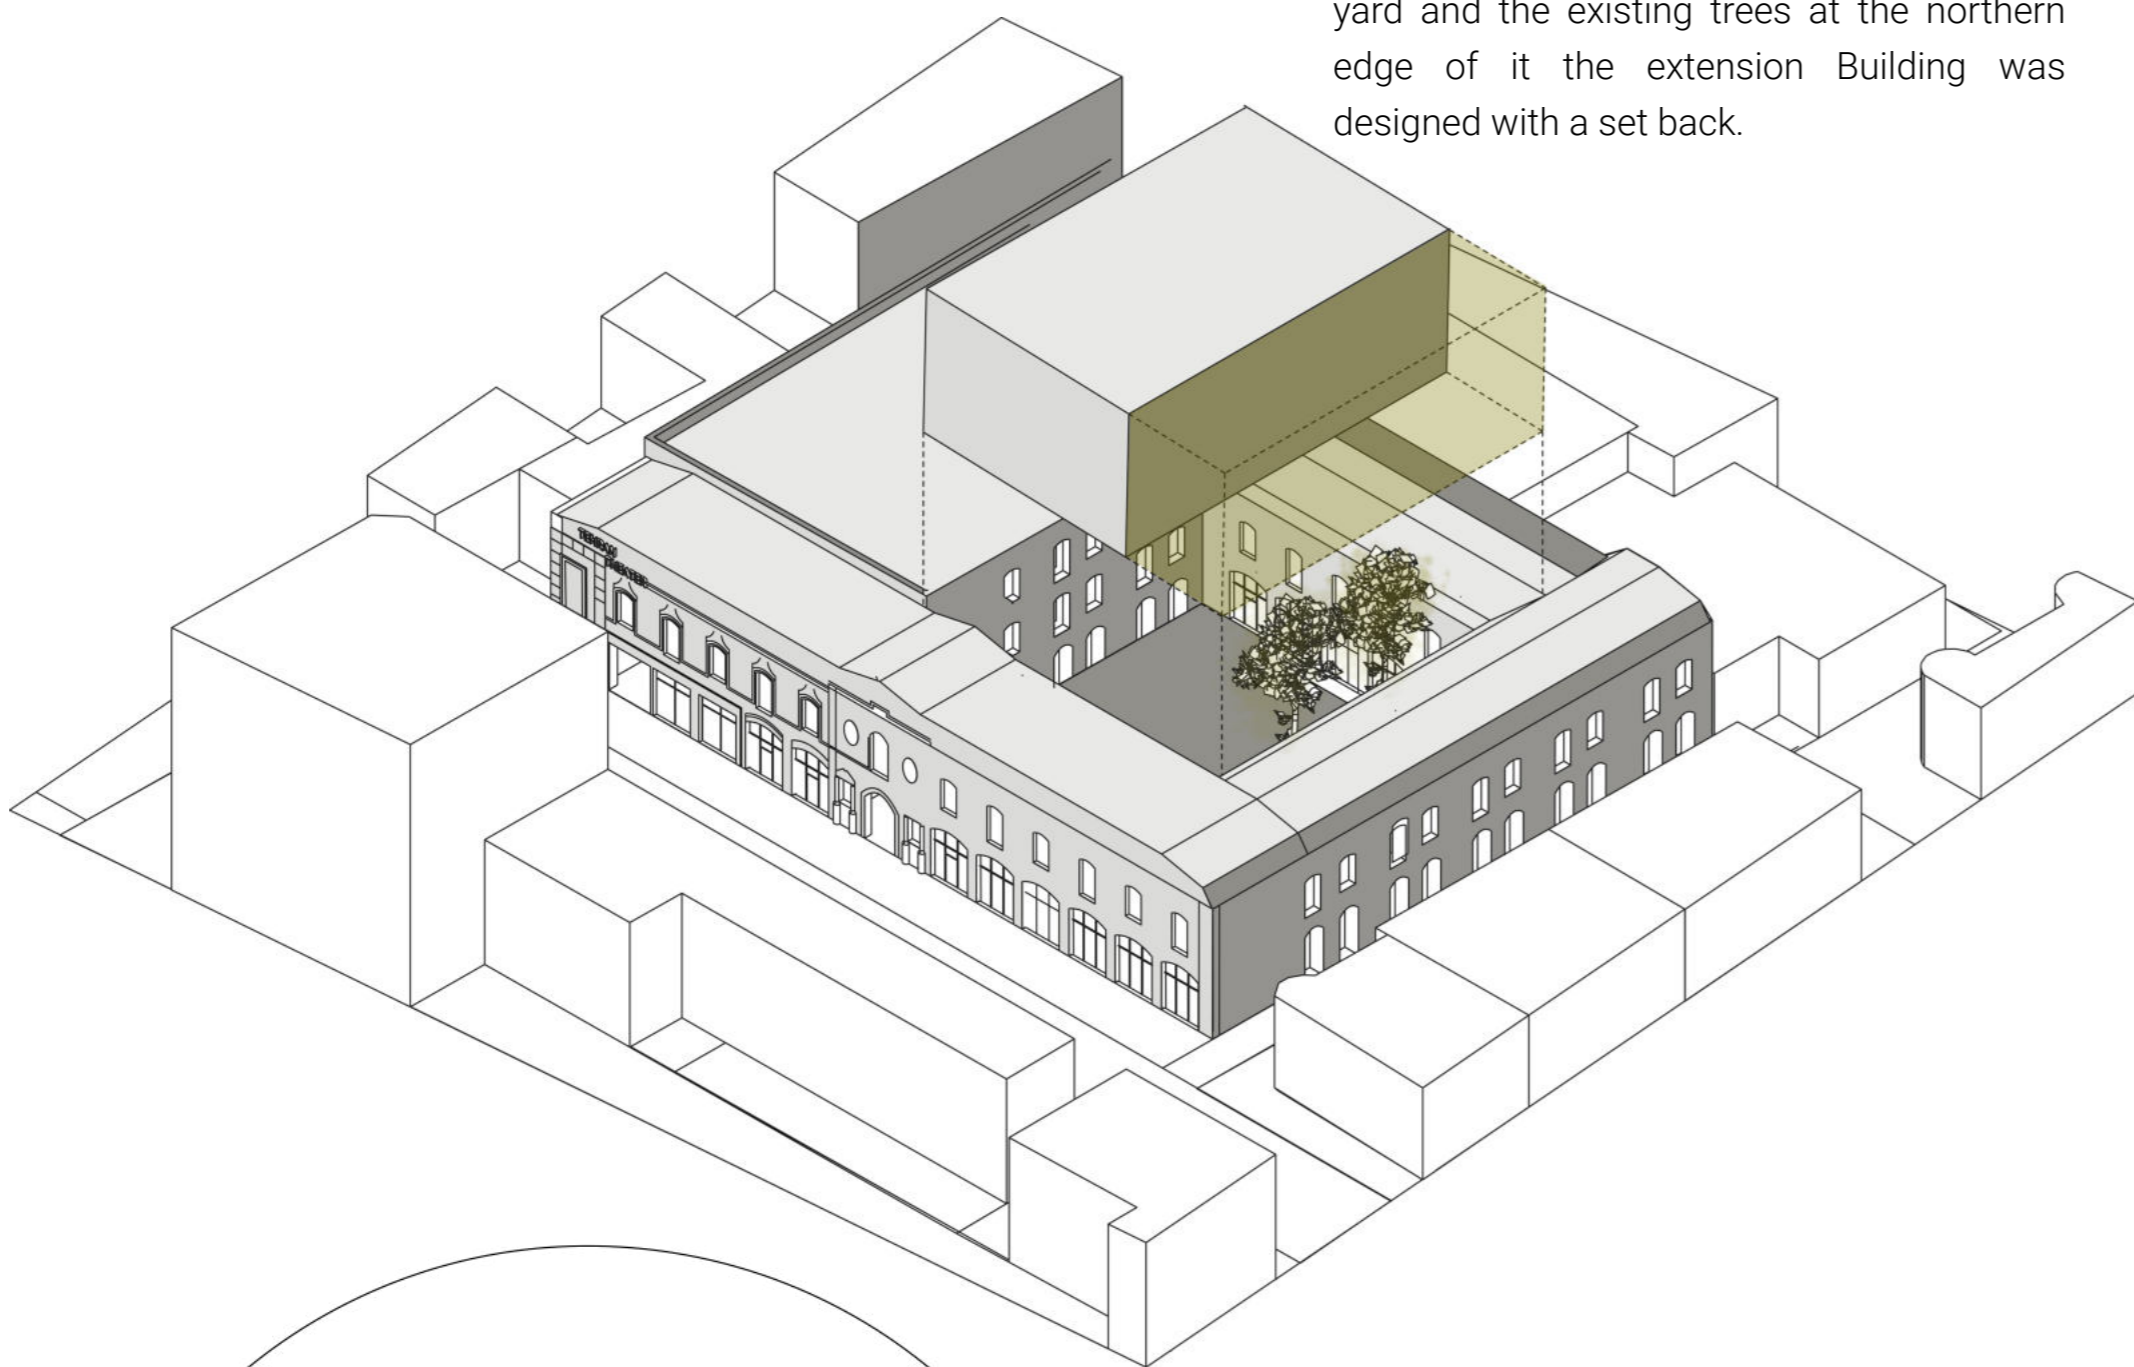 yard and the existing trees at the northern
edge of it the extension Building was
designed with a set back.
THEATER